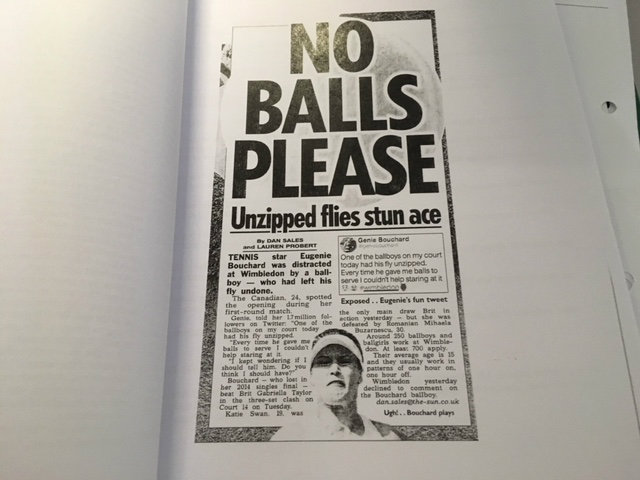 NO
BALLS
PLEASE
Unzipped flies stun ace
By DAN SALES
and LAUREN PROBERT
TENNIS star Eugenie
Bouchard was distracted
at Wimbledon by a ball-
boy — who had left his
fly undone.
The Canadian, 24, spotted
the opening during her
first-round match.
Genie, told her 1.7million fol-
lowers on Twitter: "One of the
ballboys on my court today
had his fly unzipped.
"Every time he gave me
balls to serve I couldn't
help staring at it.
"I kept wondering if I
should tell him. Do you
think I should have?"
Bouchard — who lost in
her 2014 singles final —
beat Brit Gabriella Taylor
in the three-set clash on
Court 14 on Tuesday.
Katie Swan, 19, was
Genie Bouchard
One of the ballboys on my court
today had his fly unzipped.
Every time he gave me balls to
serve I couldn't help staring at it
#wimbledon
Exposed . . Eugenie's fun tweet
the only main draw Brit in
action yesterday — but she was
defeated by Romanian Mihaela
Buzarnescu, 30.
Around 250 ballboys and
ballgirls work at Wimble-
don. At least 700 apply.
Their average age is 15
and they usually work in
patterns of one hour on,
one hour off.
Wimbledon yesterday
declined to comment on
the Bouchard ballboy.
dan.sales@the-sun.co.uk
Ugh! . . Bouchard plays